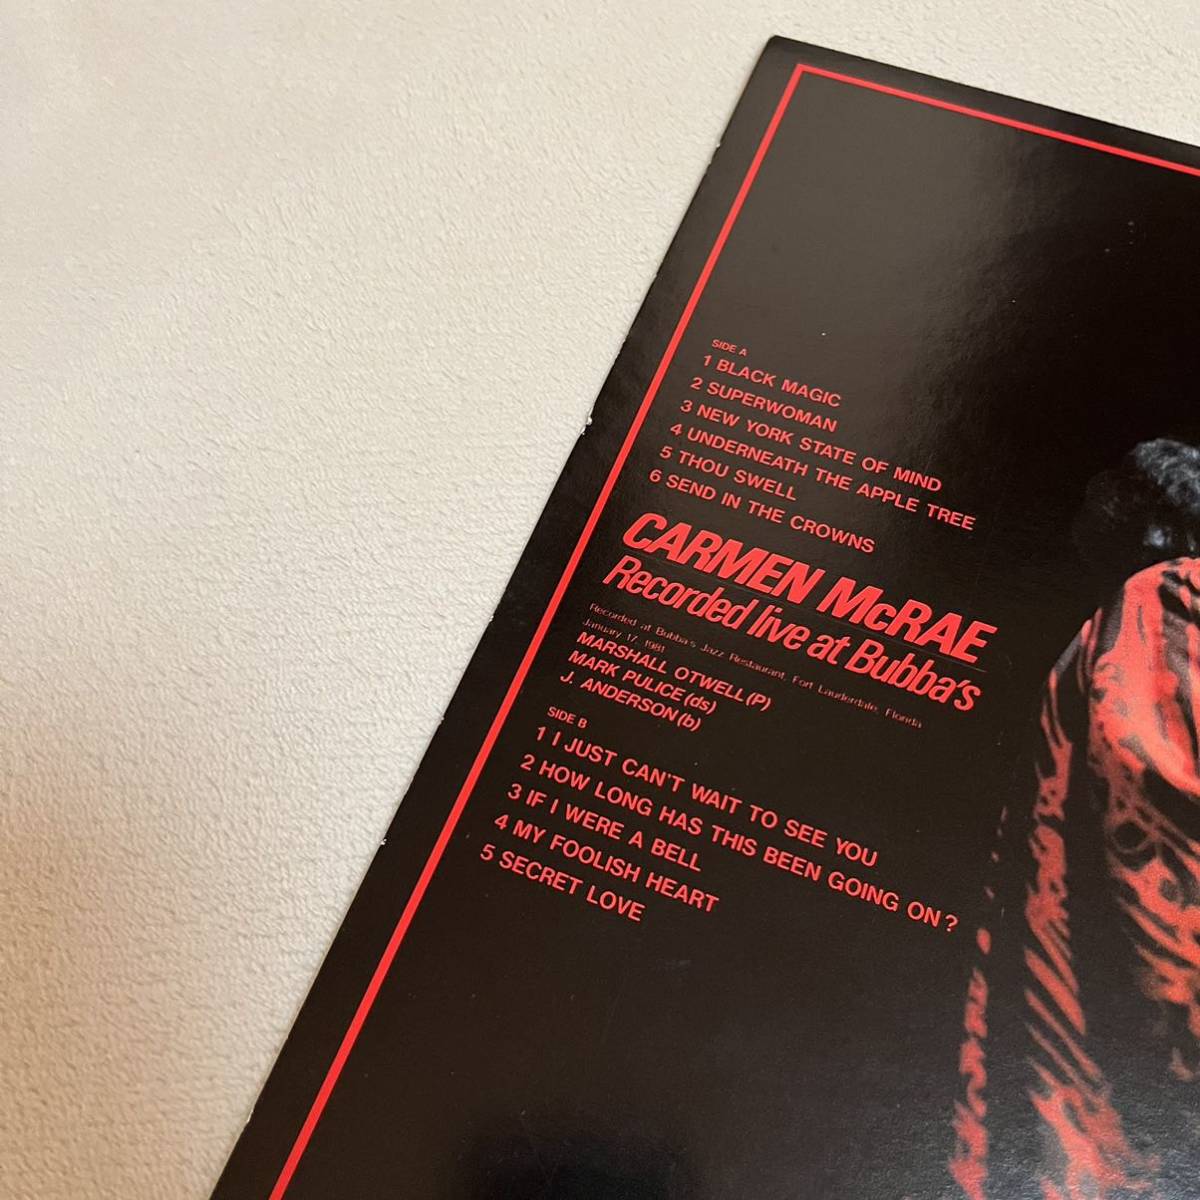 SIDE A
1 BLACK MAGIC
2 SUPERWOMAN
3 NEW YORK STATE OF MIND
4 UNDERNEATH THE APPLE TREE
5 THOU SWELL
6 SEND IN THE CROWNS
CARMEN McRAE
Recorded live at Bubba's
Recorded at Bubba's Jazz Restaurant, Fort Lauderdale, Florida
January 17, 1981
MARSHALL OTWELL (P)
MARK PULICE (ds)
J. ANDERSON (b)
SIDE B
1 I JUST CAN'T WAIT TO SEE YOU
2 HOW LONG HAS THIS BEEN GOING ON?
3 IF I WERE A BELL
4 MY FOOLISH HEART
5 SECRET LOVE